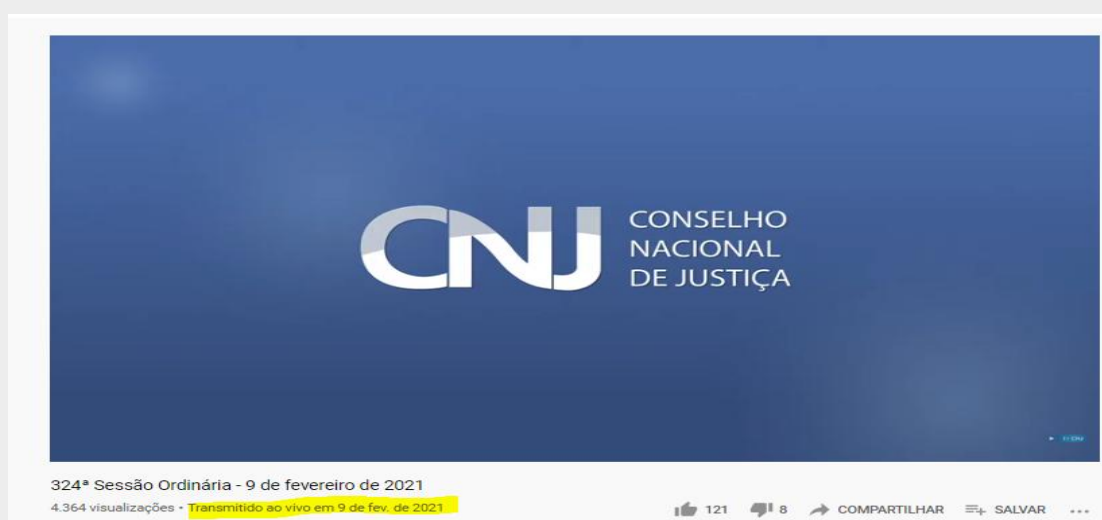 CNJ
CONSELHO
NACIONAL
DE JUSTIÇA
324ª Sessão Ordinária - 9 de fevereiro de 2021
4.364 visualizações • Transmitido ao vivo em 9 de fev. de 2021
121 8 COMPARTILHAR SALVAR ...